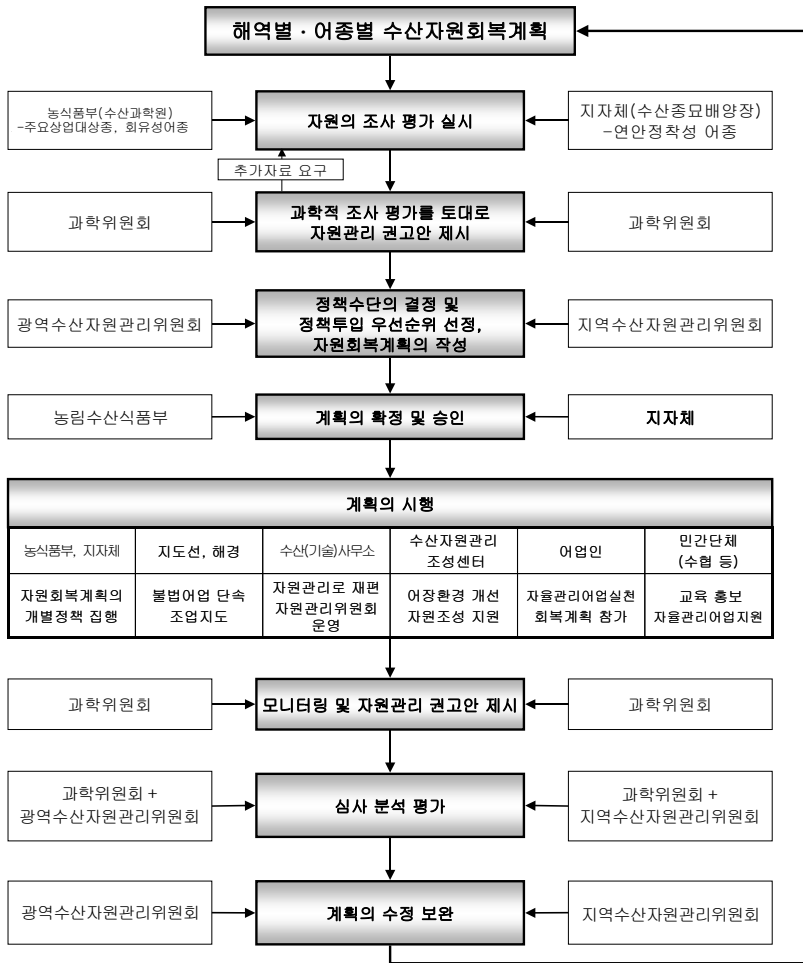 해역별 · 어종별 수산자원회복계획
농식품부(수산과학원)
-주요상업대상종, 회유성어종
자원의 조사 평가 실시
지자체(수산종묘배양장)
-연안정착성 어종
추가자료 요구
과학위원회
과학적 조사 평가를 토대로
자원관리 권고안 제시
과학위원회
광역수산자원관리위원회
정책수단의 결정 및
정책투입 우선순위 선정,
자원회복계획의 작성
지역수산자원관리위원회
농림수산식품부
계획의 확정 및 승인
지자체
계획의 시행
농식품부, 지자체
지도선, 해경
수산(기술)사무소
수산자원관리
조성센터
어업인
민간단체
(수협 등)
자원회복계획의
개별정책 집행
불법어업 단속
조업지도
자원관리로 재편
자원관리위원회
운영
어장환경 개선
자원조성 지원
자율관리어업실천
회복계획 참가
교육 홍보
자율관리어업지원
과학위원회
모니터링 및 자원관리 권고안 제시
과학위원회
과학위원회 +
광역수산자원관리위원회
심사 분석 평가
과학위원회 +
지역수산자원관리위원회
광역수산자원관리위원회
계획의 수정 보완
지역수산자원관리위원회